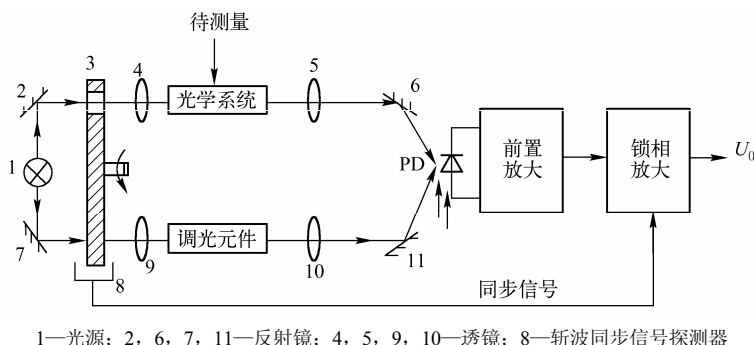 待测量
3
4
5
2
光学系统
6
1
PD
前置
放大
锁相
放大
U0
7
9
调光元件
10
11
8
同步信号
1—光源；2，6，7，11—反射镜；4，5，9，10—透镜；8—斩波同步信号探测器